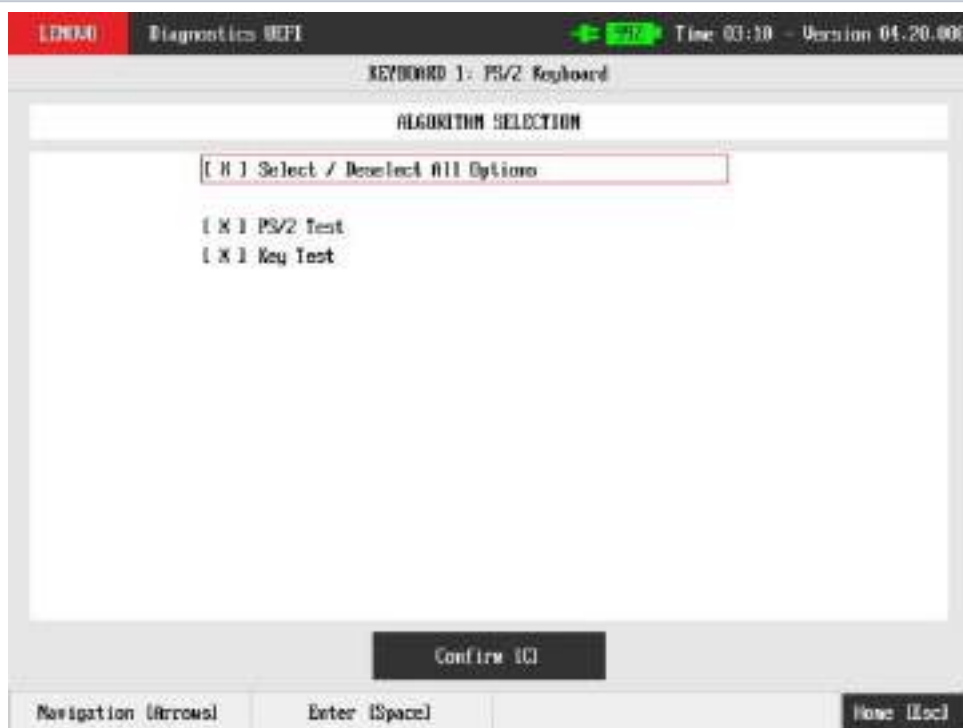 LENOVO Diagnostics UEFI 99% Time 03:10 - Version 04.20.000
KEYBOARD 1: PS/2 Keyboard
ALGORITHM SELECTION
[ X ] Select / Deselect All Options
[ X ] PS/2 Test
[ X ] Key Test
Confirm [C]
Navigation [Arrows] Enter [Space] Home [Esc]